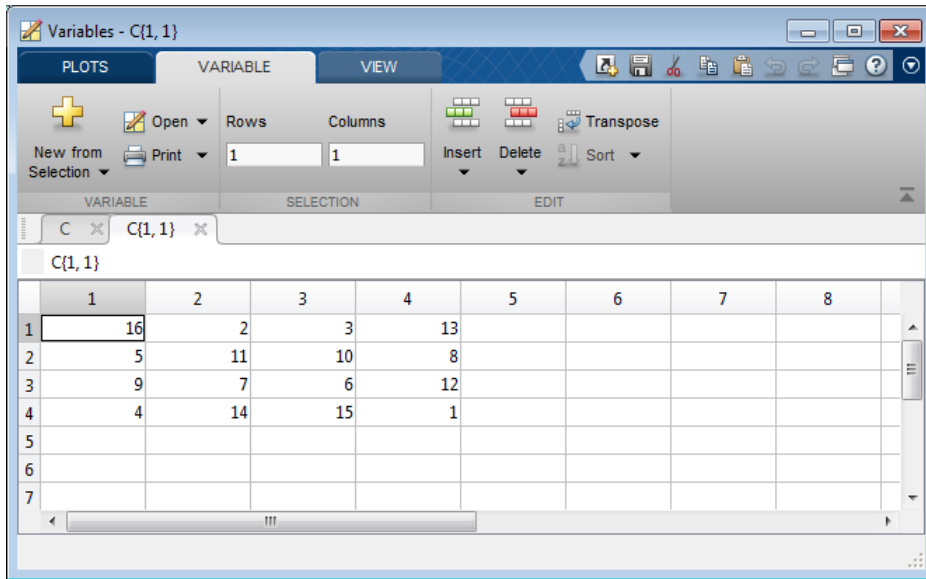 Variables - C{1, 1}
PLOTS VARIABLE VIEW
New from Selection
Open
Print
Rows Columns
1 1
Insert Delete
Transpose
Sort
VARIABLE SELECTION EDIT
C C{1, 1}
C{1, 1}
1 2 3 4 5 6 7 8
1 16 2 3 13
2 5 11 10 8
3 9 7 6 12
4 4 14 15 1
5
6
7